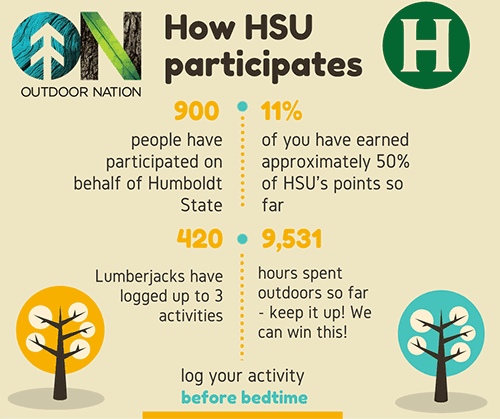 ON
OUTDOOR NATION
How HSU
participates
H
900
people have
participated on
behalf of Humboldt
State
11%
of you have earned
approximately 50%
of HSU's points so
far
420
Lumberjacks have
logged up to 3
activities
9,531
hours spent
outdoors so far
- keep it up! We
can win this!
log your activity
before bedtime